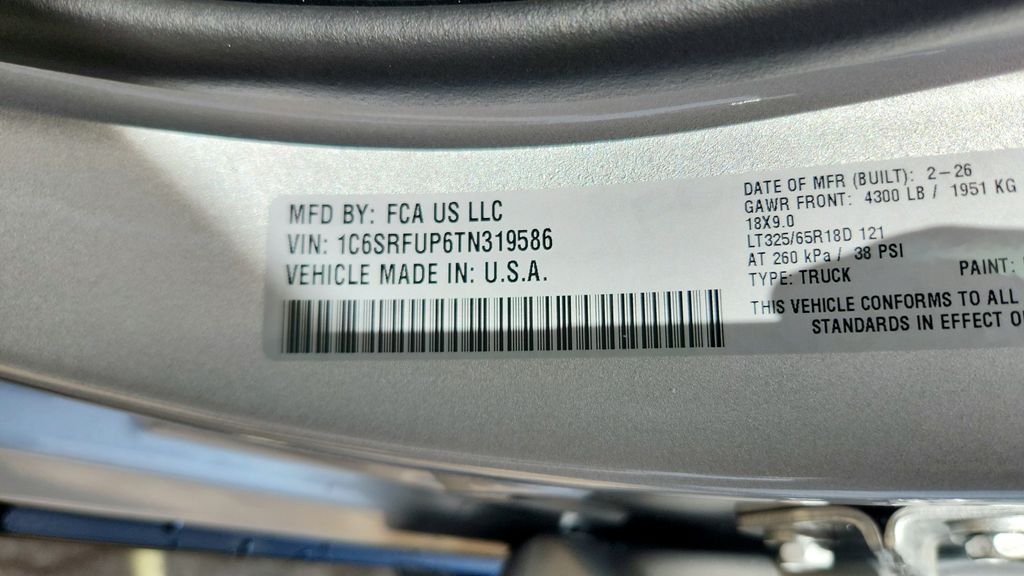 MFD BY: FCA US LLC
VIN: 1C6SRFUP6TN319586
VEHICLE MADE IN: U.S.A.
DATE OF MFR (BUILT): 2-26
GAWR FRONT: 4300 LB / 1951 KG
18X9.0
LT325/65R18D 121
AT 260 kPa / 38 PSI
TYPE: TRUCK PAINT:
THIS VEHICLE CONFORMS TO ALL
STANDARDS IN EFFECT